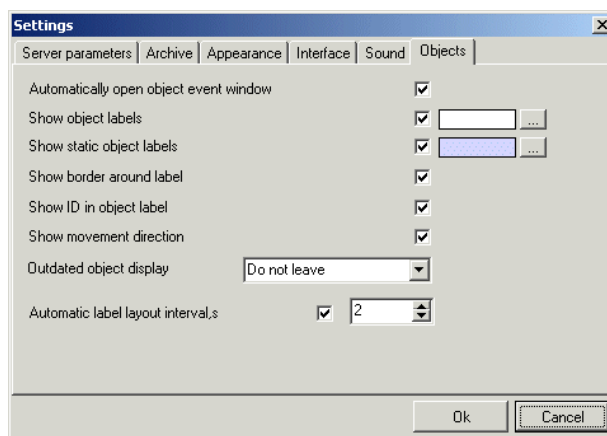 Settings
Server parameters Archive Appearance Interface Sound Objects
Automatically open object event window
Show object labels ...
Show static object labels ...
Show border around label
Show ID in object label
Show movement direction
Outdated object display Do not leave
Automatic label layout interval,s 2
Ok Cancel